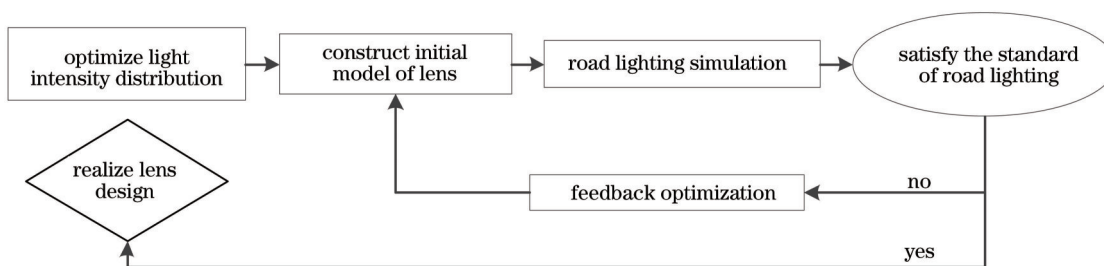 optimize light
intensity distribution
construct initial
model of lens
road lighting simulation
satisfy the standard
of road lighting
realize lens
design
feedback optimization
no
yes